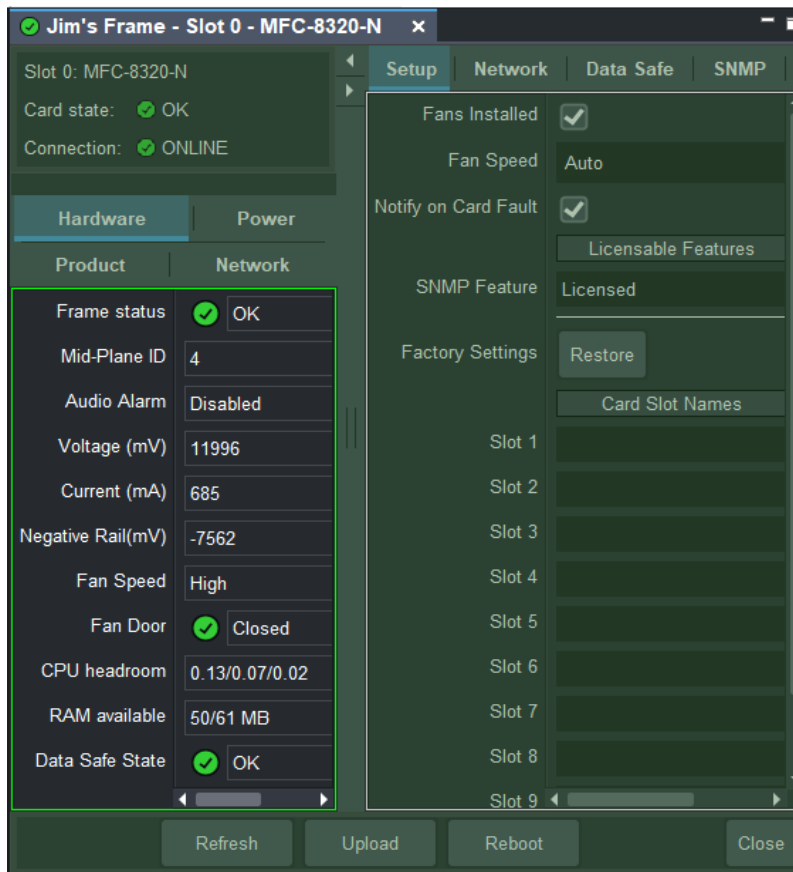 Jim's Frame - Slot 0 - MFC-8320-N
Slot 0: MFC-8320-N
Card state: OK
Connection: ONLINE
Hardware Power
Product Network
Frame status OK
Mid-Plane ID 4
Audio Alarm Disabled
Voltage (mV) 11996
Current (mA) 685
Negative Rail(mV) -7562
Fan Speed High
Fan Door Closed
CPU headroom 0.13/0.07/0.02
RAM available 50/61 MB
Data Safe State OK
Setup Network Data Safe SNMP
Fans Installed
Fan Speed Auto
Notify on Card Fault
Licensable Features
SNMP Feature Licensed
Factory Settings Restore
Card Slot Names
Slot 1
Slot 2
Slot 3
Slot 4
Slot 5
Slot 6
Slot 7
Slot 8
Slot 9
Refresh Upload Reboot Close